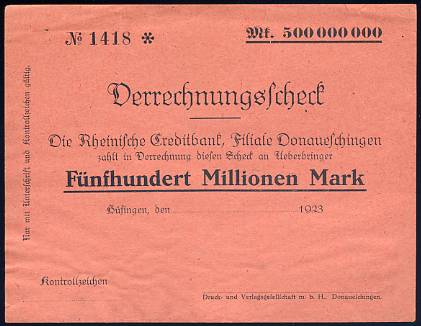 № 1418 *
Mk. 500 000 000
Verrechnungsscheck
Die Rheinische Creditbank, Filiale Donaueschingen
zahlt in Verrechnung diesen Scheck an Ueberbringer
Fünfhundert Millionen Mark
Büsingen, den 1923
Nur mit Unterschrift und Kontrollzeichen gültig.
Kontrollzeichen
Druck- und Verlagsgesellschaft m. b. H., Donaueschingen.